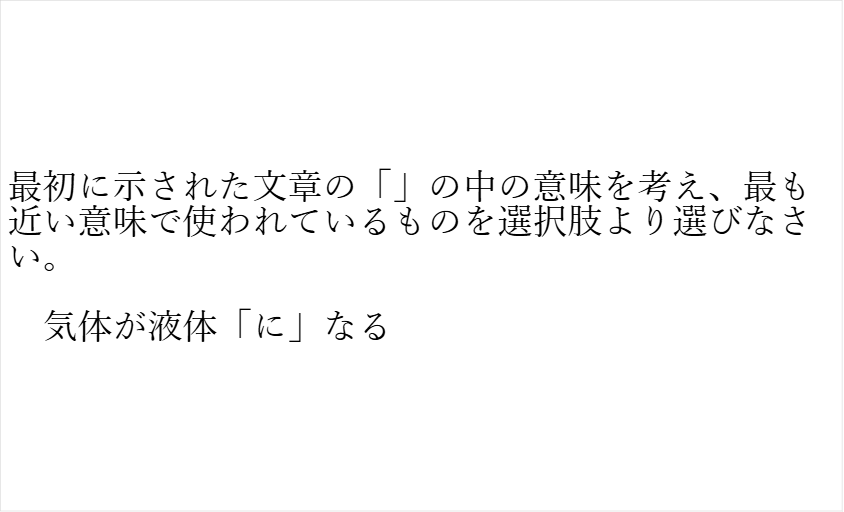 最初に示された文章の「」の中の意味を考え、最も
近い意味で使われているものを選択肢より選びなさ
い。
気体が液体「に」なる